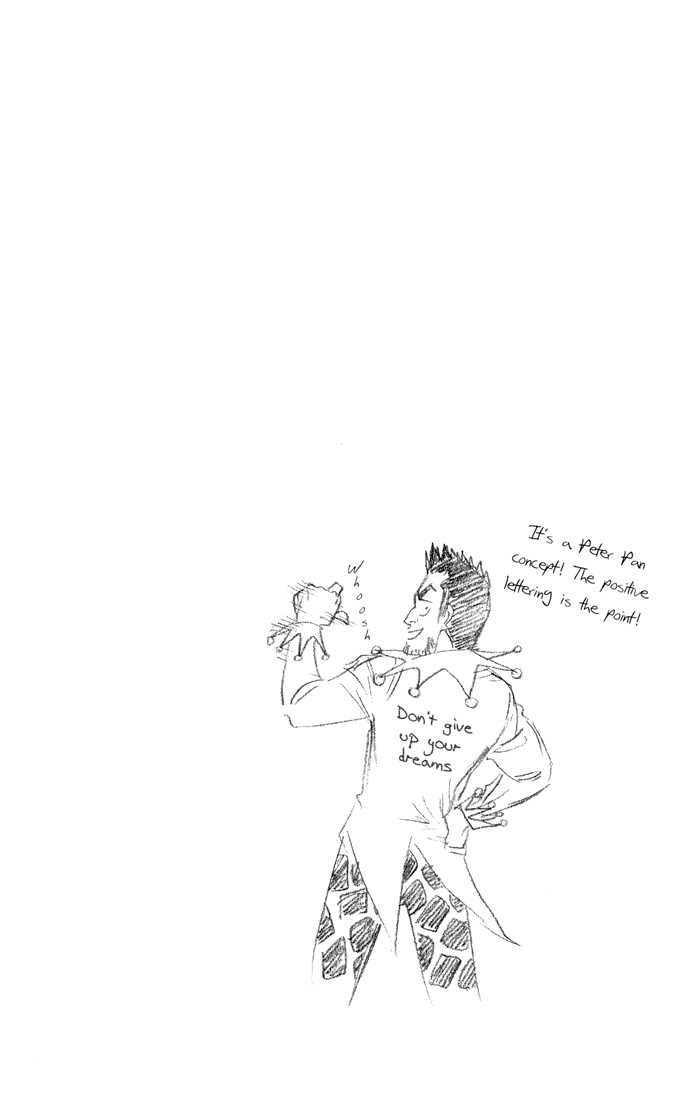 It's a Peter Pan
concept! The positive
lettering is the point!
Whoosh
Don't give
up your
dreams